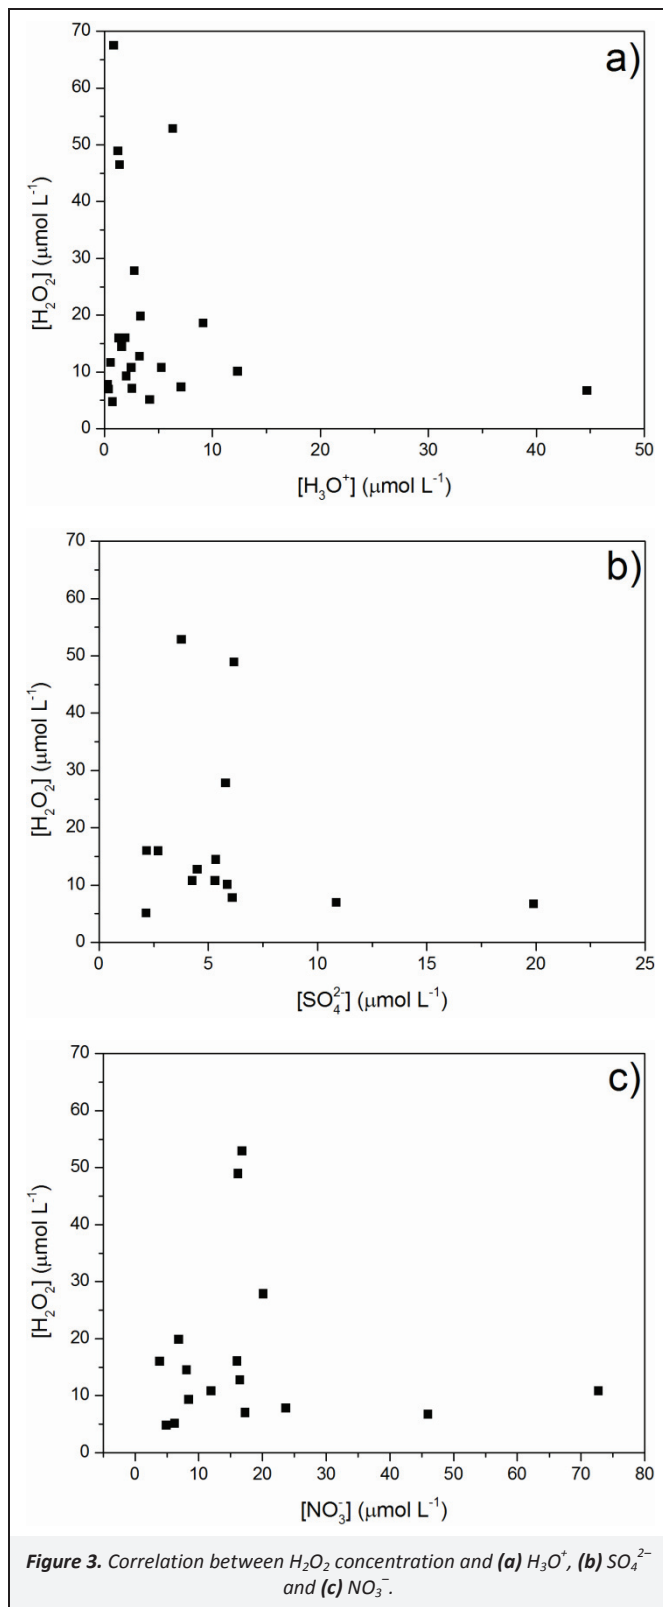 a)
70
60
50
40
30
20
10
0
[H₂O₂] (μmol L⁻¹)
0 10 20 30 40 50
[H₃O⁺] (μmol L⁻¹)
b)
70
60
50
40
30
20
10
0
[H₂O₂] (μmol L⁻¹)
0 5 10 15 20 25
[SO₄²⁻] (μmol L⁻¹)
c)
70
60
50
40
30
20
10
0
[H₂O₂] (μmol L⁻¹)
0 10 20 30 40 50 60 70 80
[NO₃⁻] (μmol L⁻¹)
Figure 3. Correlation between H₂O₂ concentration and (a) H₃O⁺, (b) SO₄²⁻
and (c) NO₃⁻.